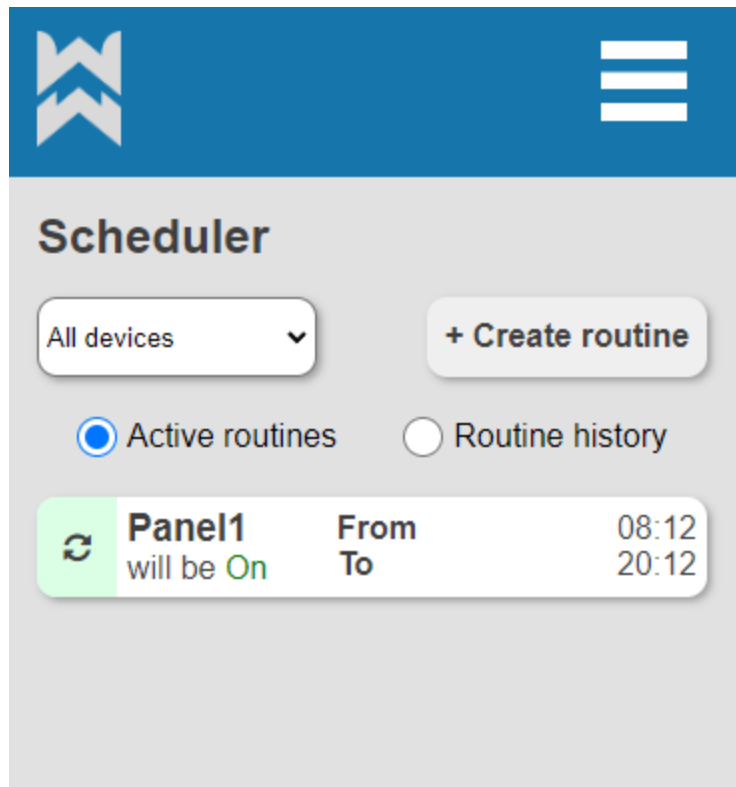 Scheduler
All devices
+ Create routine
Active routines
Routine history
Panel1
will be On
From 08:12
To 20:12